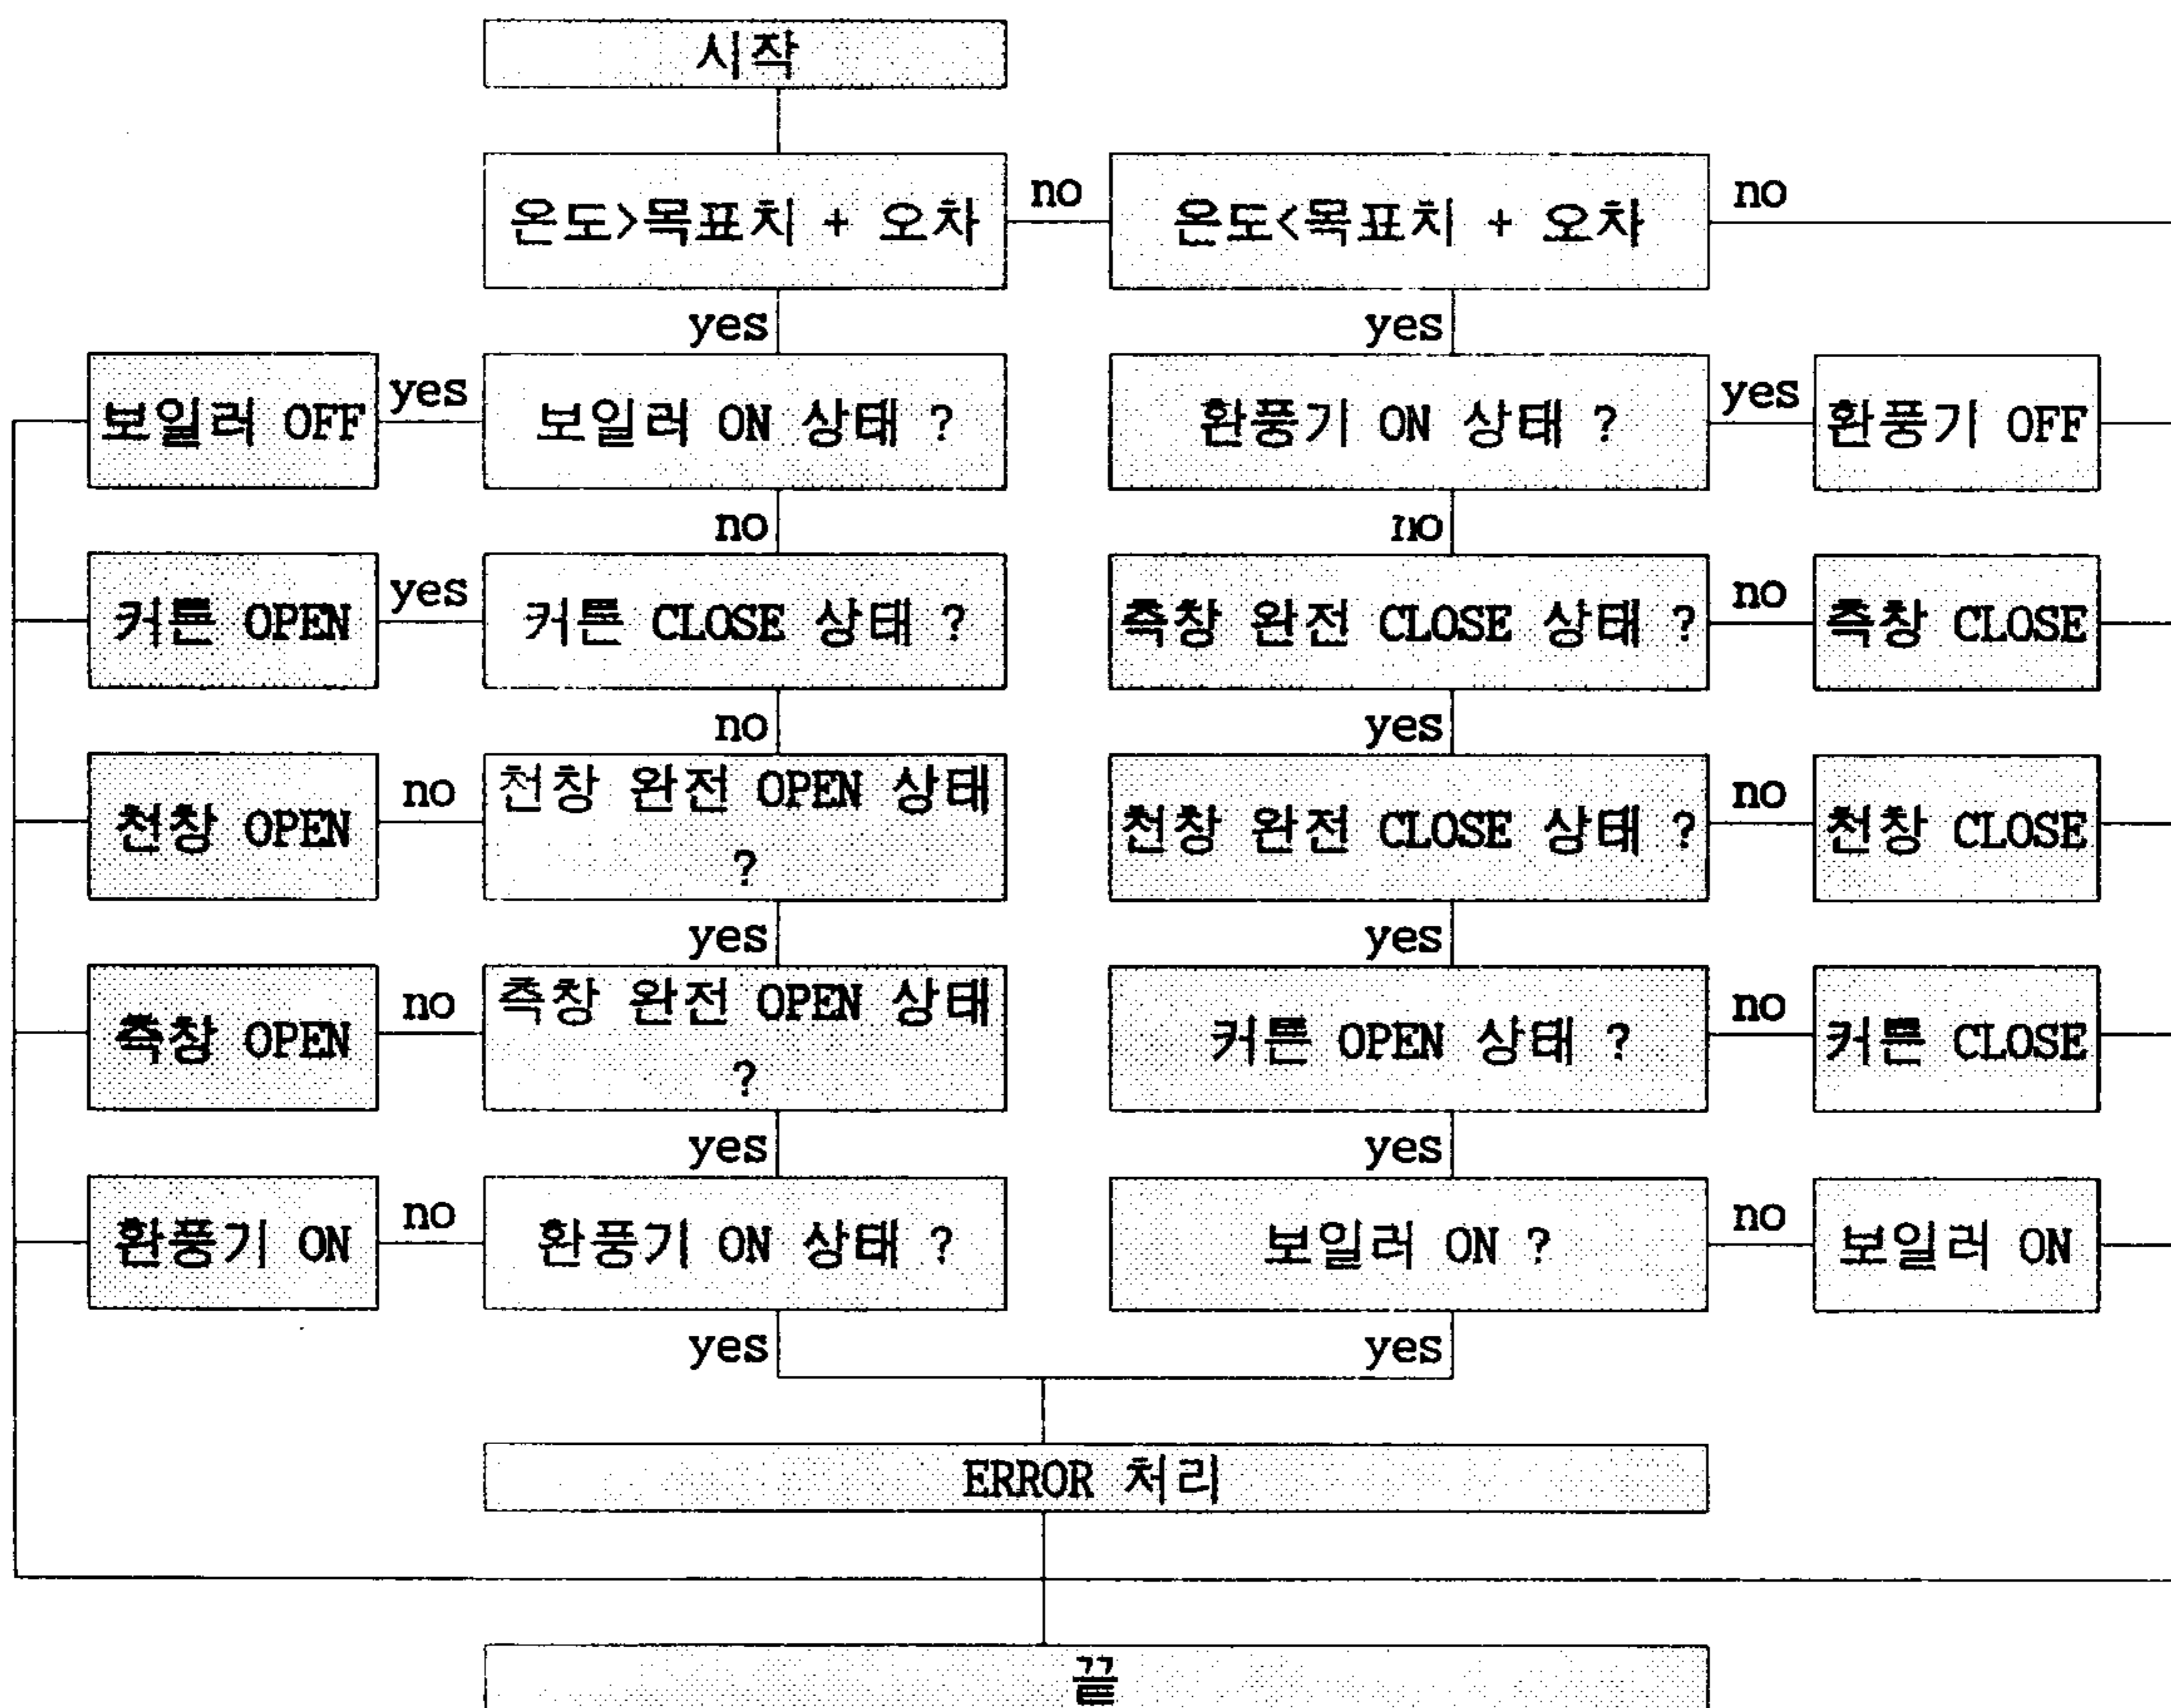 시작
온도>목표치 + 오차
no
온도<목표치 + 오차
no
yes
yes
보일러 OFF
yes
보일러 ON 상태 ?
환풍기 ON 상태 ?
yes
환풍기 OFF
no
no
커튼 OPEN
yes
커튼 CLOSE 상태 ?
측창 완전 CLOSE 상태 ?
no
측창 CLOSE
no
yes
천창 OPEN
no
천창 완전 OPEN 상태
?
천창 완전 CLOSE 상태 ?
no
천창 CLOSE
yes
yes
측창 OPEN
no
측창 완전 OPEN 상태
?
커튼 OPEN 상태 ?
no
커튼 CLOSE
yes
yes
환풍기 ON
no
환풍기 ON 상태 ?
보일러 ON ?
no
보일러 ON
yes
yes
ERROR 처리
끝